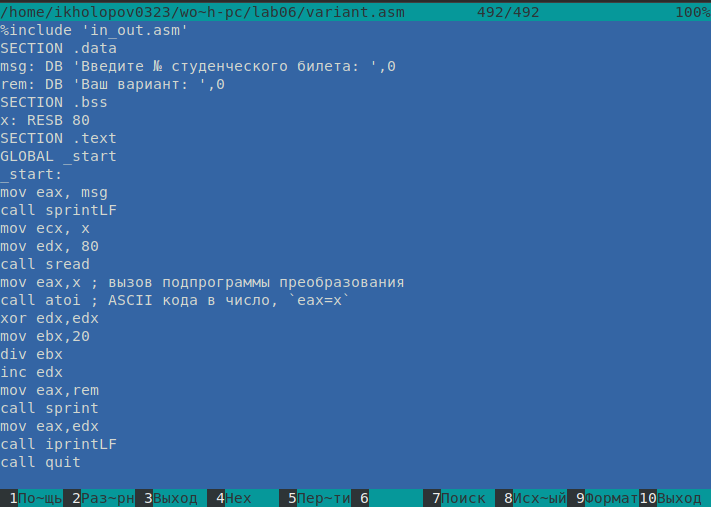 /home/ikholopov0323/wo~h-pc/lab06/variant.asm 492/492 100%
%include 'in_out.asm'
SECTION .data
msg: DB 'Введите № студенческого билета: ',0
rem: DB 'Ваш вариант: ',0
SECTION .bss
x: RESB 80
SECTION .text
GLOBAL _start
_start:
mov eax, msg
call sprintLF
mov ecx, x
mov edx, 80
call sread
mov eax,x ; вызов подпрограммы преобразования
call atoi ; ASCII кода в число, `eax=x`
xor edx,edx
mov ebx,20
div ebx
inc edx
mov eax,rem
call sprint
mov eax,edx
call iprintLF
call quit
1По~щь 2Раз~рн 3Выход 4Hex 5Пер~ти 6 7Поиск 8Исх~ый 9Формат 10Выход